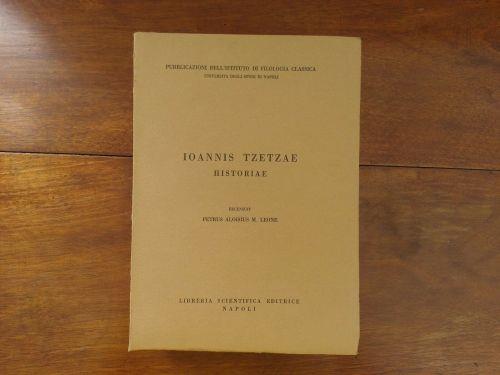 PUBBLICAZIONI DELL'ISTITUTO DI FILOLOGIA CLASSICA
UNIVERSITÀ DEGLI STUDI DI NAPOLI
IOANNIS TZETZAE
HISTORIAE
RECENSUIT
PETRUS ALOISIUS M. LEONE
LIBRERIA SCIENTIFICA EDITRICE
NAPOLI